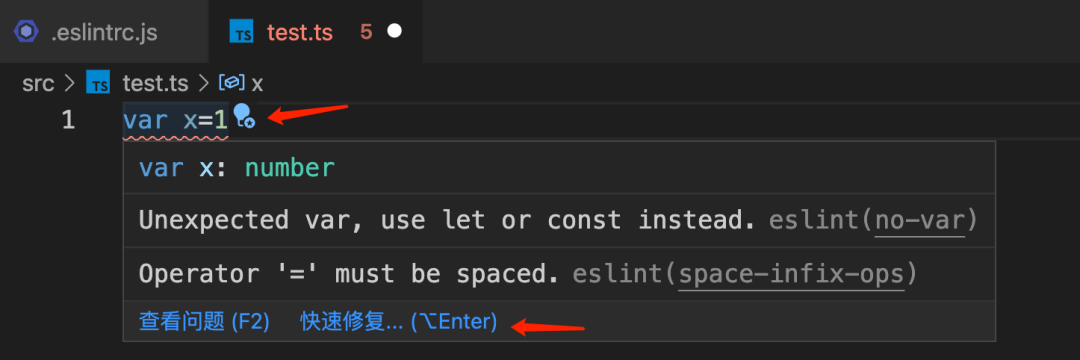 .eslintrc.js TS test.ts 5
src > TS test.ts > x
1 var x=1
var x: number
Unexpected var, use let or const instead. eslint(no-var)
Operator '=' must be spaced. eslint(space-infix-ops)
查看问题 (F2) 快速修复... (⌥Enter)